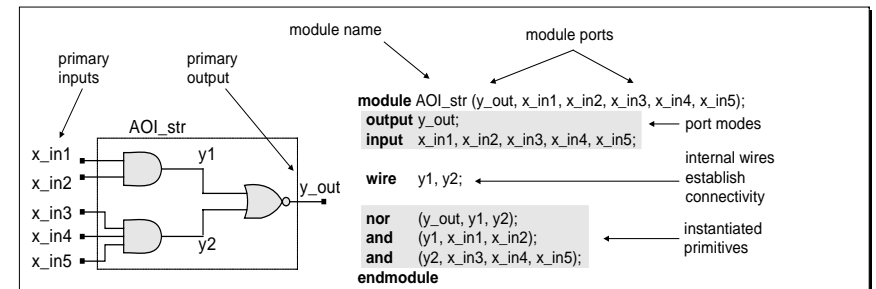 module name
module ports
primary
inputs
primary
output
AOI_str
x_in1
x_in2
x_in3
x_in4
x_in5
y1
y2
y_out
module AOI_str (y_out, x_in1, x_in2, x_in3, x_in4, x_in5);
output y_out;
input x_in1, x_in2, x_in3, x_in4, x_in5;
port modes
wire y1, y2;
internal wires
establish
connectivity
nor (y_out, y1, y2);
and (y1, x_in1, x_in2);
and (y2, x_in3, x_in4, x_in5);
instantiated
primitives
endmodule